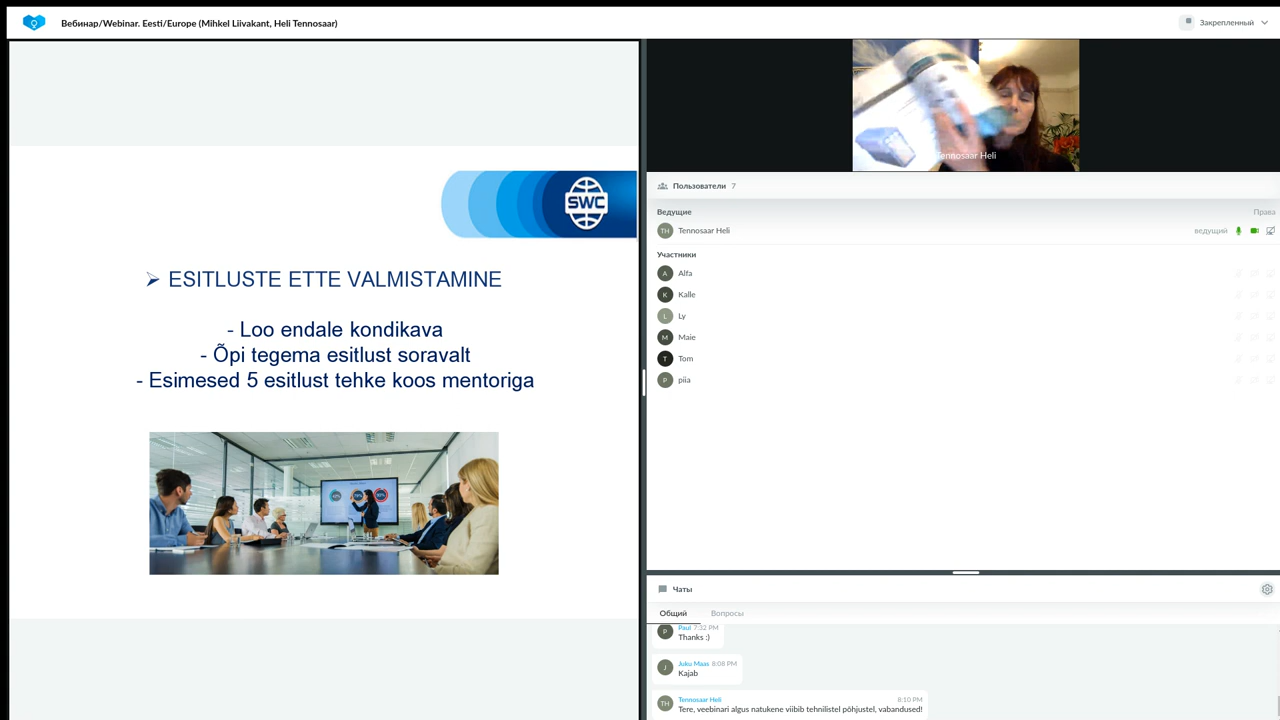 Вебинар/Webinar. Eesti/Europe (Mihkel Liivakant, Heli Tennosaar)
Закрепленный
SWC
➢ ESITLUSTE ETTE VALMISTAMINE
- Loo endale kondikava
- Õpi tegema esitlust soravalt
- Esimesed 5 esitlust tehke koos mentoriga
Tennosaar Heli
Пользователи 7
Ведущие Права
TH Tennosaar Heli ведущий
Участники
A Alfa
K Kalle
L Ly
M Maie
T Tom
P piia
Чаты
Общий Вопросы
P Paul 7:32 PM
Thanks :)
J Juku Maas 8:08 PM
Kajab
TH Tennosaar Heli 8:10 PM
Tere, veebinari algus natukene viibib tehnilistel põhjustel, vabandused!